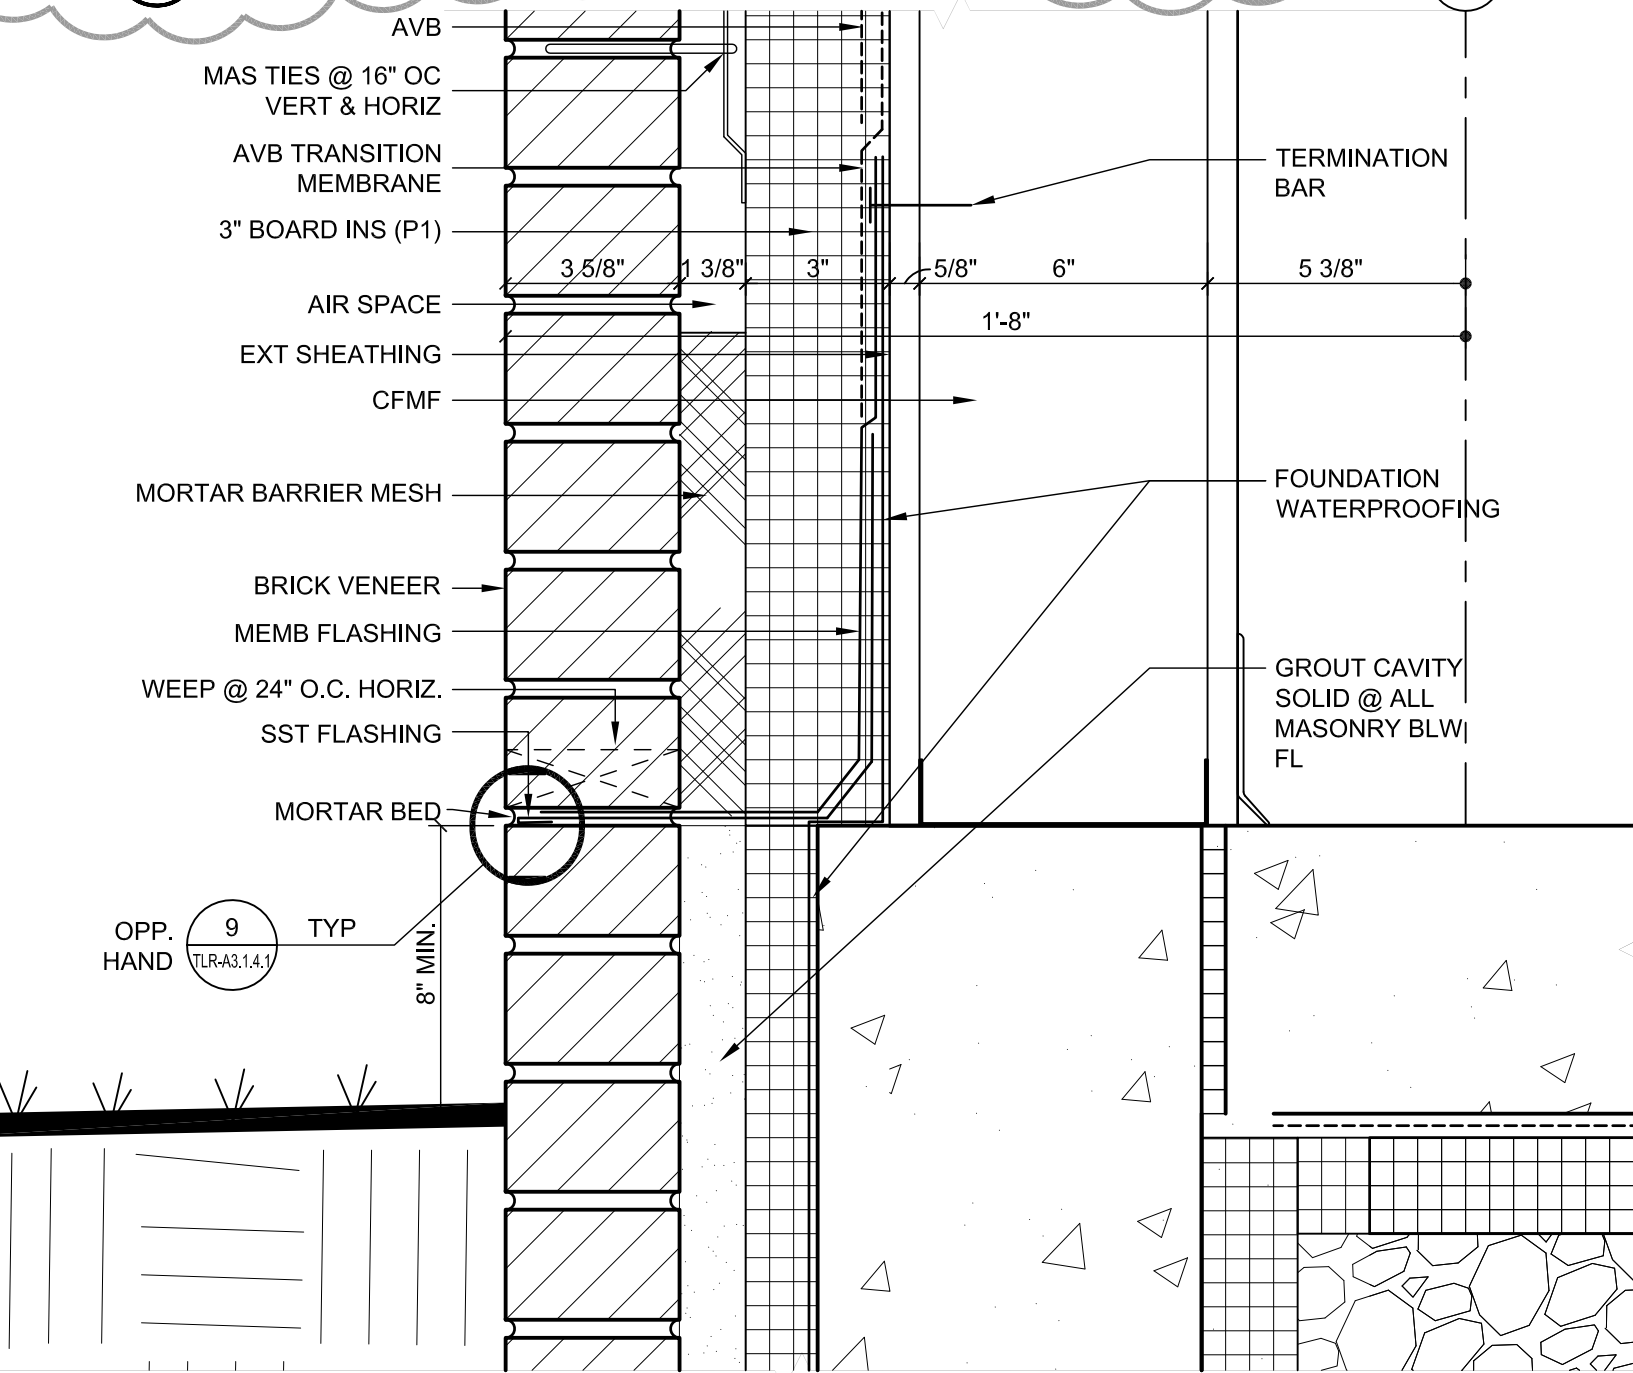 AVB
MAS TIES @ 16" OC
VERT & HORIZ
AVB TRANSITION
MEMBRANE
3" BOARD INS (P1)
AIR SPACE
EXT SHEATHING
CFMF
MORTAR BARRIER MESH
BRICK VENEER
MEMB FLASHING
WEEP @ 24" O.C. HORIZ.
SST FLASHING
MORTAR BED
3 5/8"
1 3/8"
3"
5/8"
6"
5 3/8"
1'-8"
TERMINATION
BAR
FOUNDATION
WATERPROOFING
GROUT CAVITY
SOLID @ ALL
MASONRY BLW
FL
OPP.
HAND
9
TLR-A3.1.4.1
TYP
8" MIN.